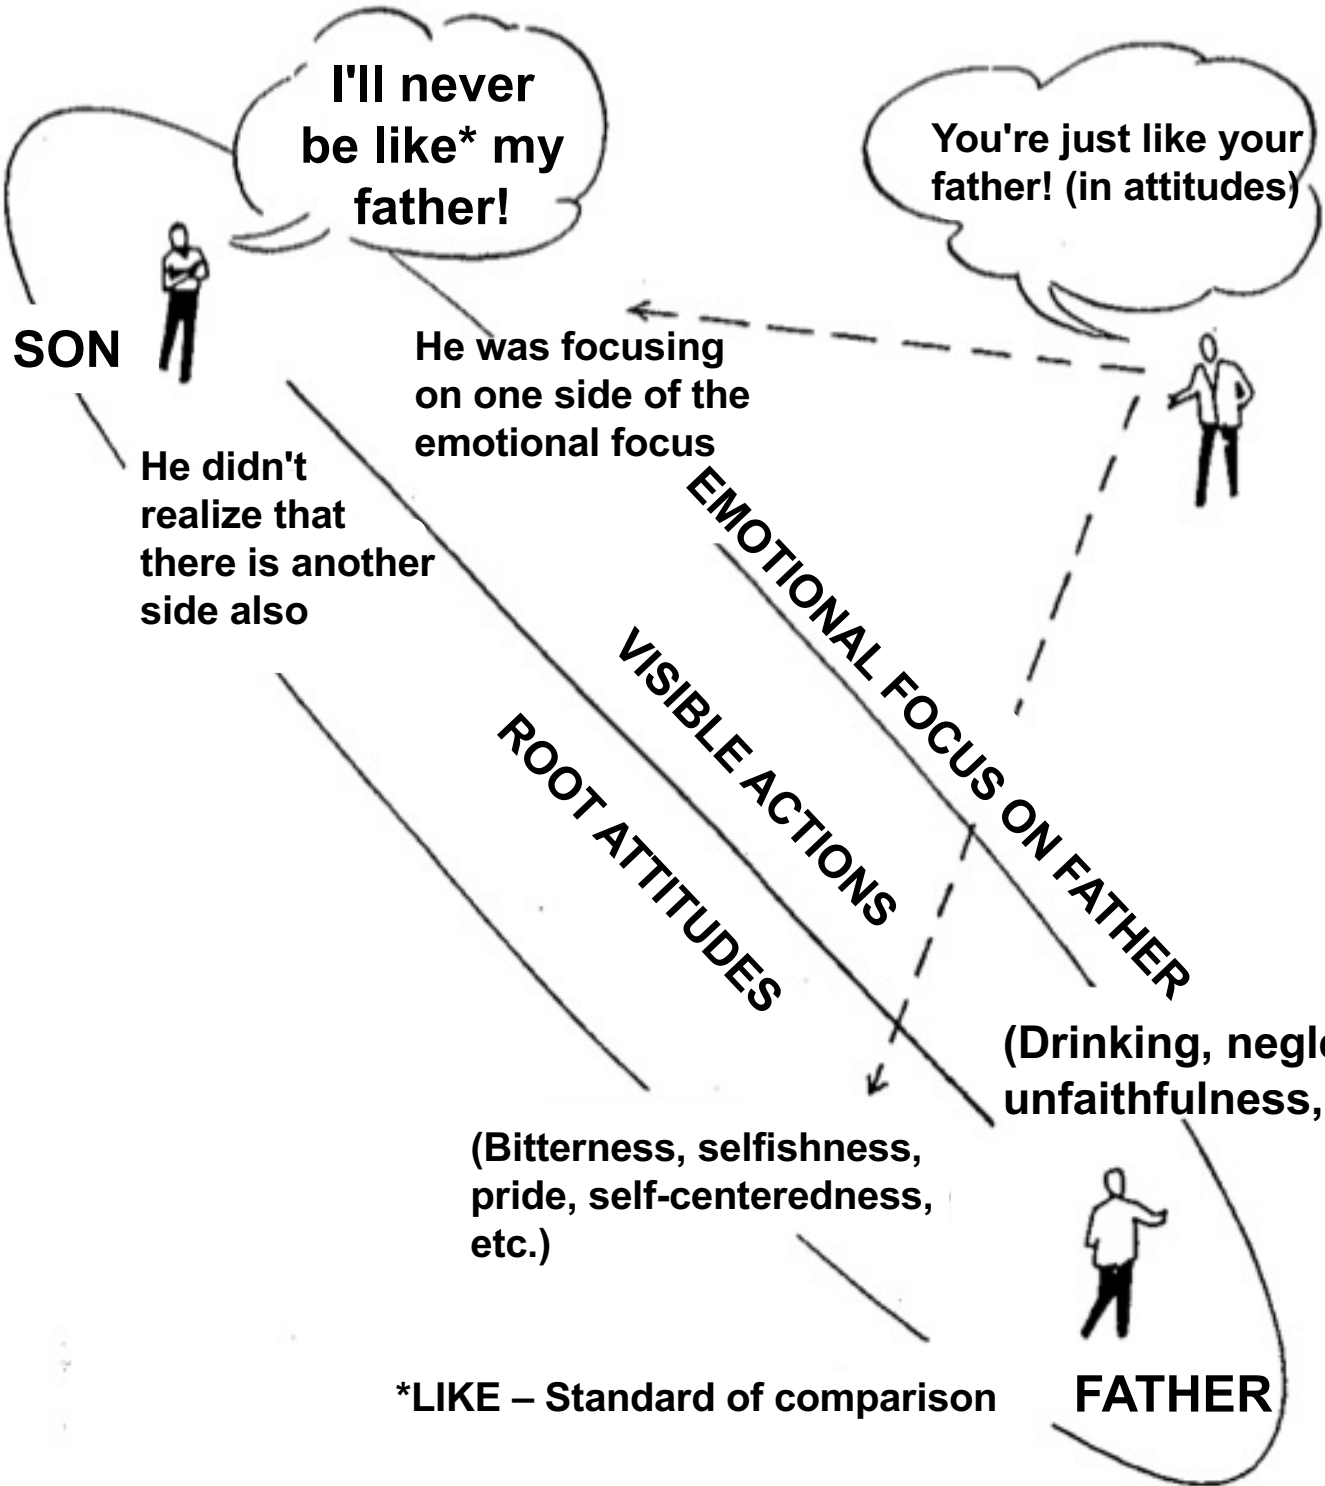 I'll never
be like* my
father!
You're just like your
father! (in attitudes)
SON
He was focusing
on one side of the
emotional focus
He didn't
realize that
there is another
side also
EMOTIONAL FOCUS ON FATHER
VISIBLE ACTIONS
ROOT ATTITUDES
(Drinking,
unfaithfulness,
(Bitterness, selfishness,
pride, self-centeredness,
etc.)
*LIKE – Standard of comparison
FATHER